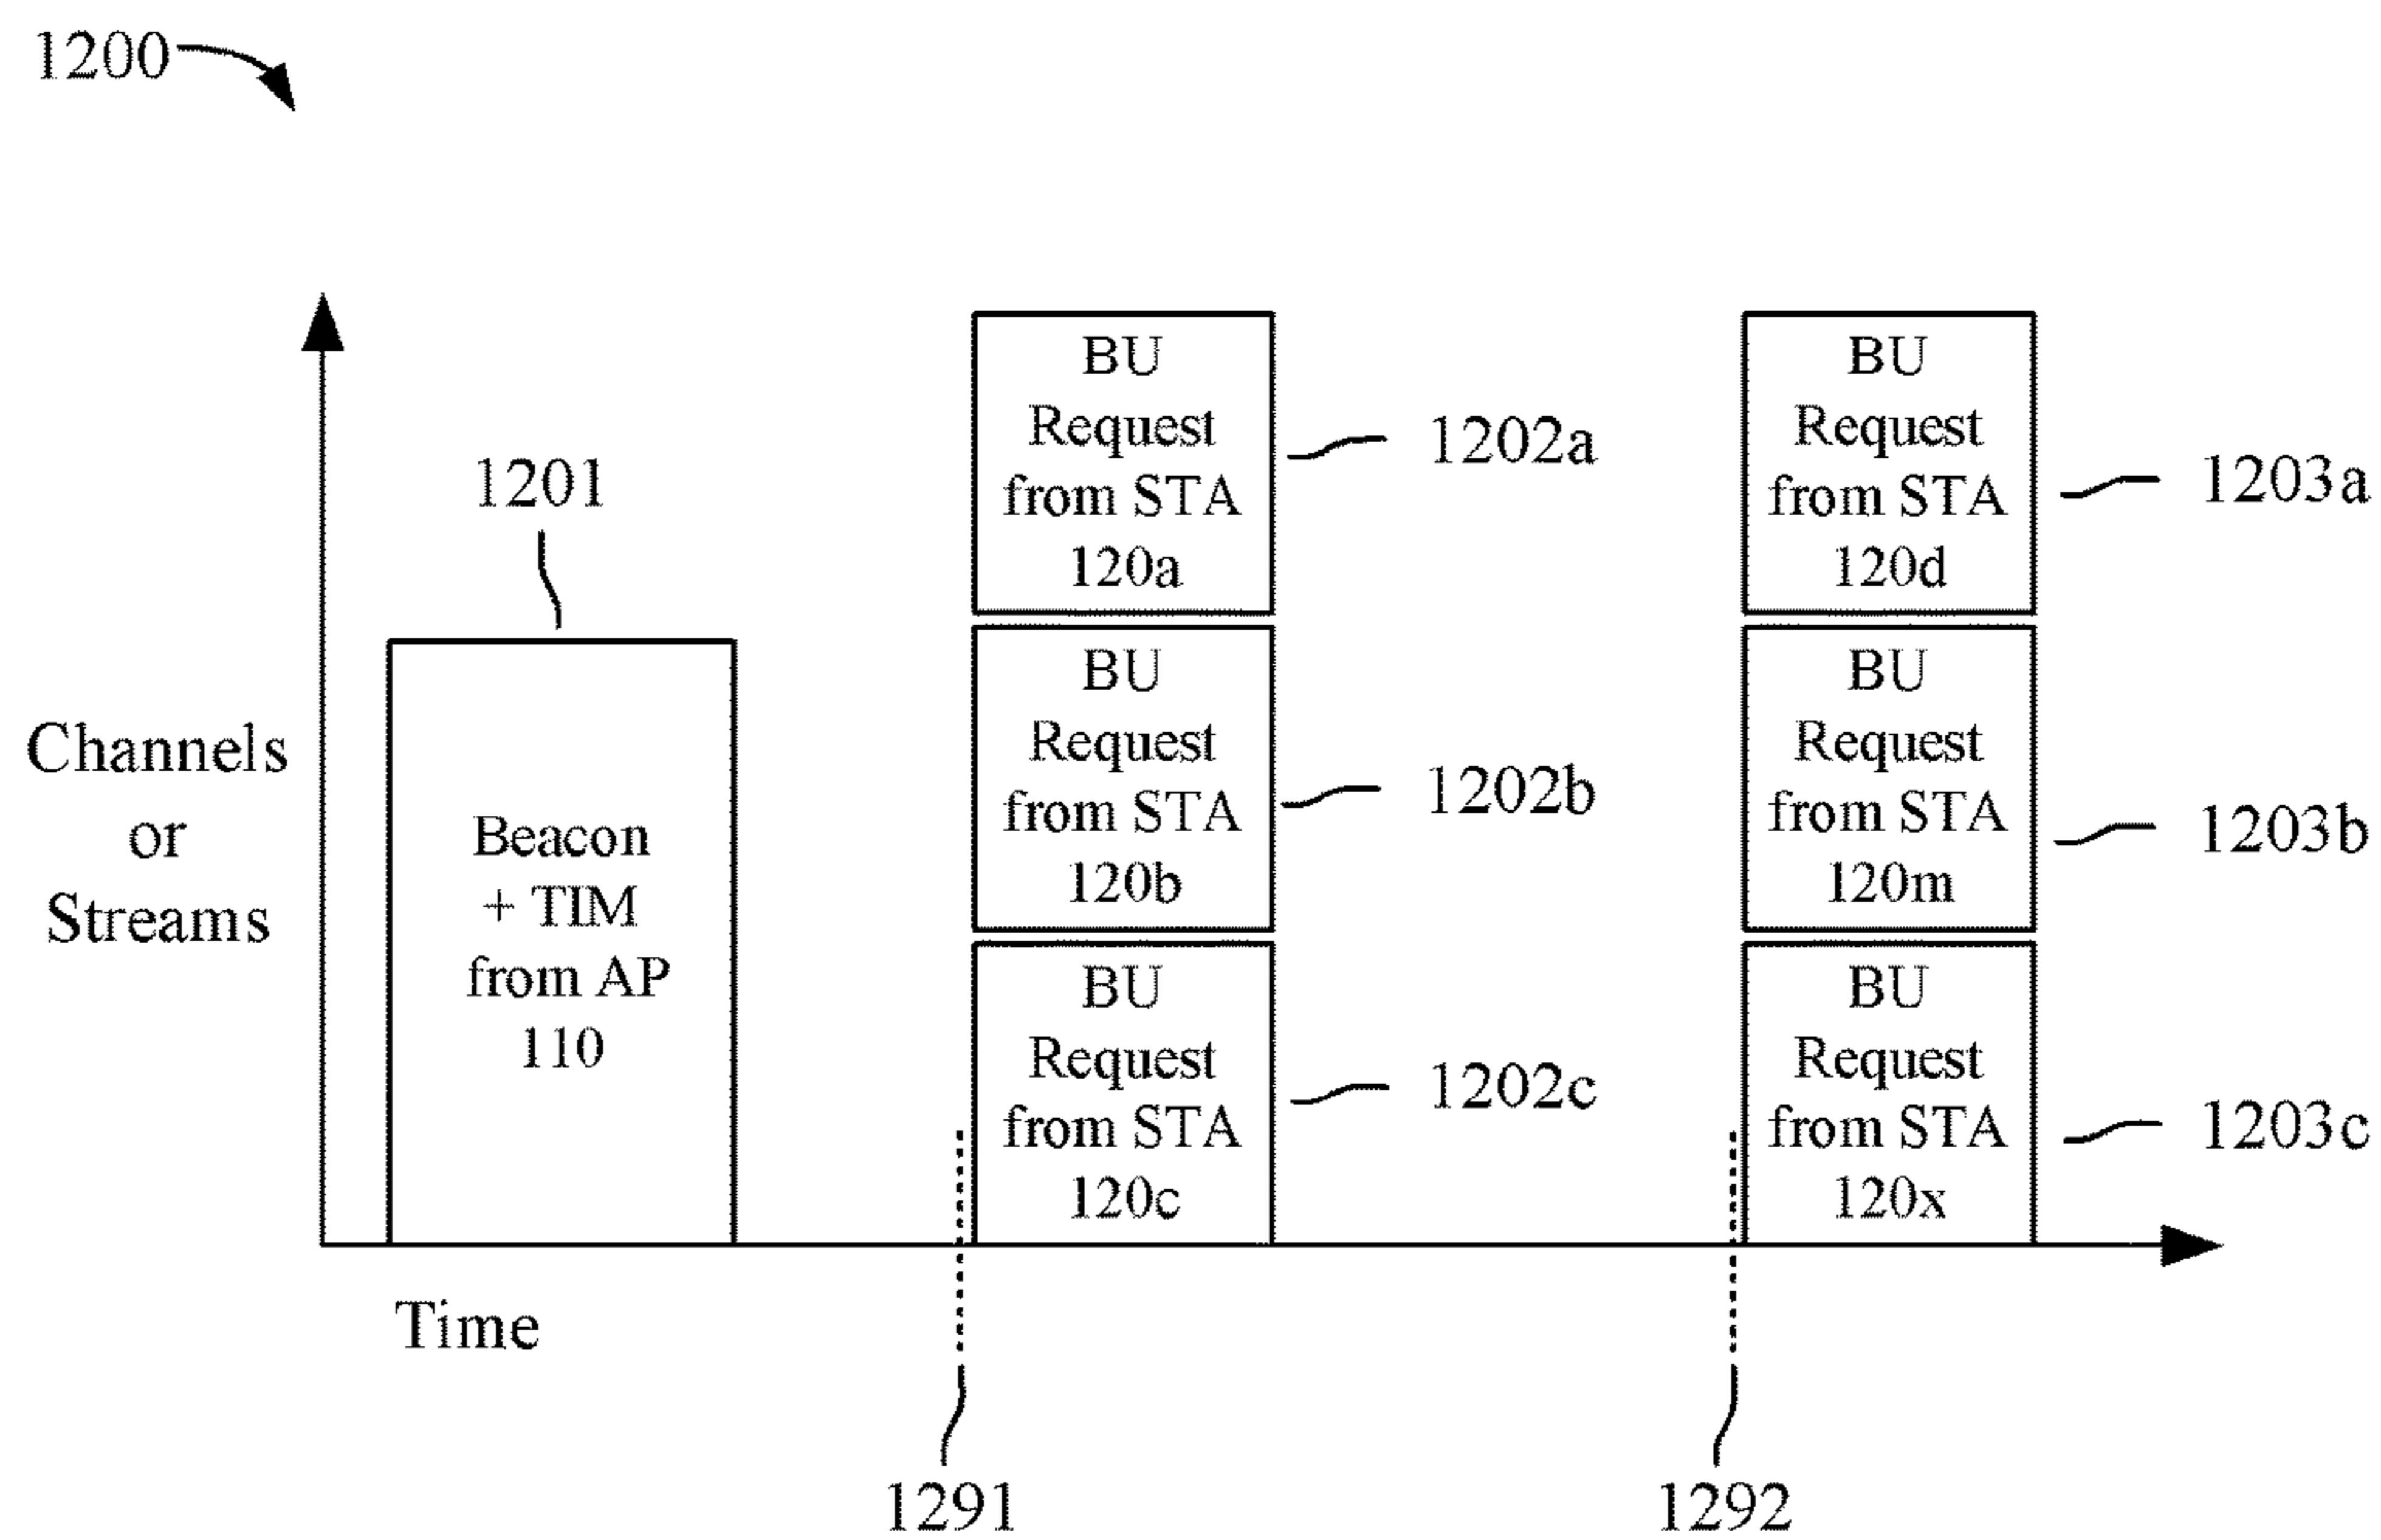 1200
Channels
or
Streams
1201
Beacon
+ TIM
from AP
110
BU
Request
from STA
120a
1202a
BU
Request
from STA
120b
1202b
BU
Request
from STA
120c
1202c
BU
Request
from STA
120d
1203a
BU
Request
from STA
120m
1203b
BU
Request
from STA
120x
1203c
Time
1291
1292